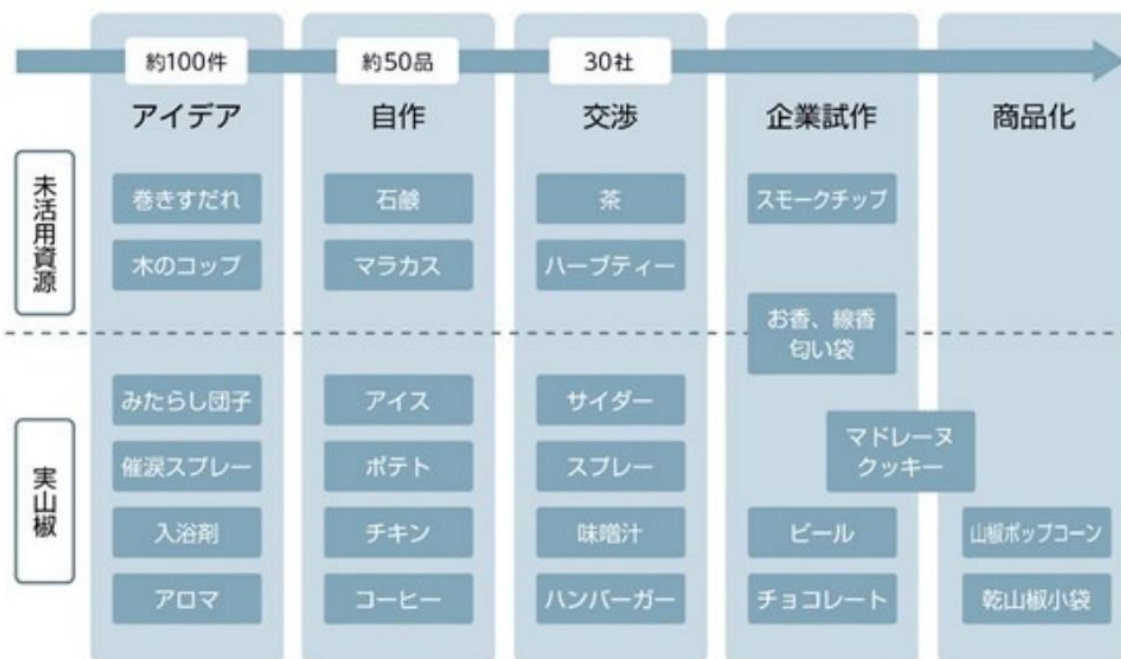 約100件
約50品
30社
アイデア
自作
交渉
企業試作
商品化
未活用資源
巻きすだれ
石鹸
茶
スモークチップ
木のコップ
マラカス
ハーブティー
お香、線香
匂い袋
実山椒
みたらし団子
アイス
サイダー
マドレーヌ
クッキー
催涙スプレー
ポテト
スプレー
入浴剤
チキン
味噌汁
ビール
山椒ポップコーン
アロマ
コーヒー
ハンバーガー
チョコレート
乾山椒小袋